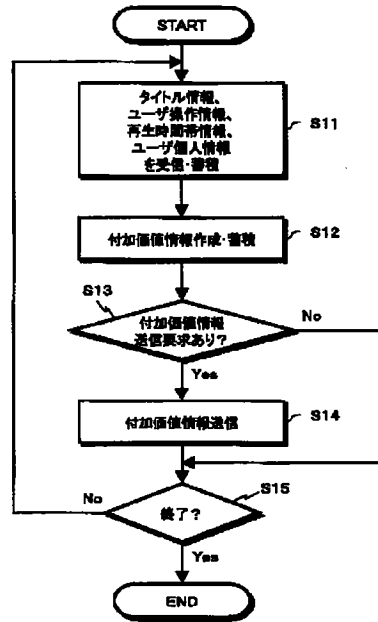 START
タイトル情報、
ユーザ操作情報、
再生時間帯情報、
ユーザ個人情報
を受信・蓄積
S11
付加価値情報作成・蓄積
S12
S13
付加価値情報
送信要求あり?
No
Yes
付加価値情報送信
S14
S15
No
終了?
Yes
END